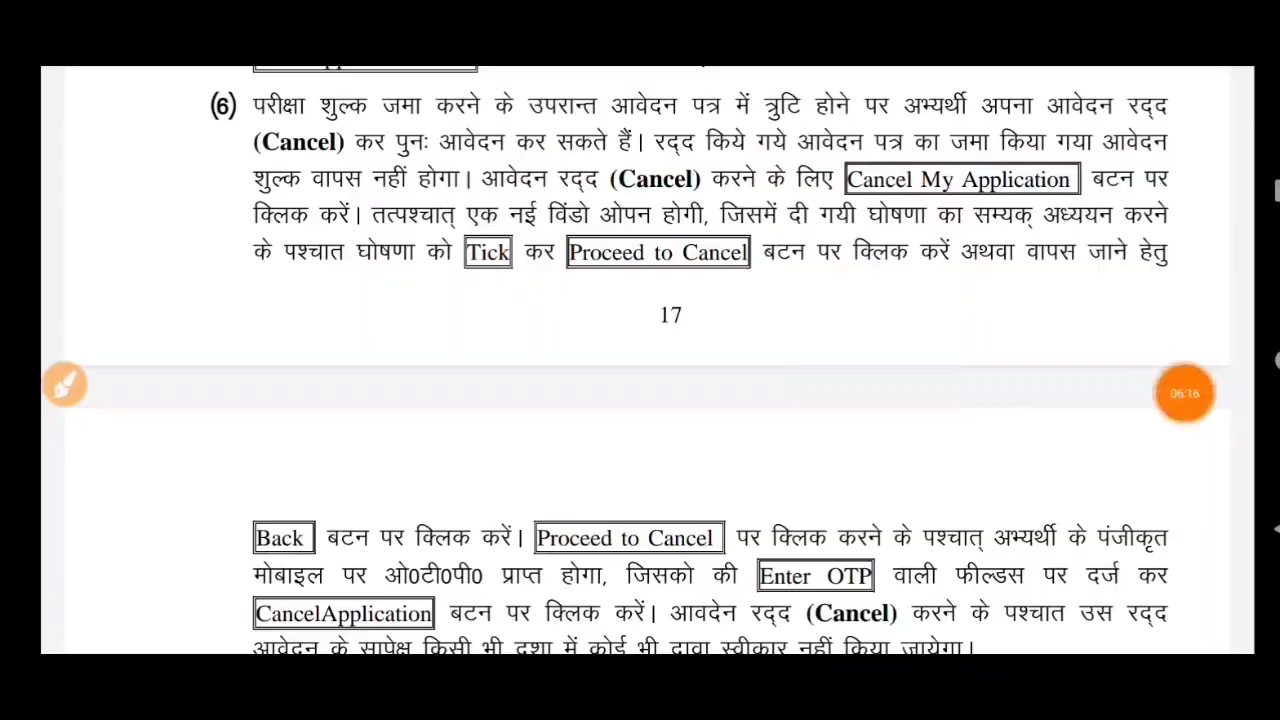 (6) परीक्षा शुल्क जमा करने के उपरान्त आवेदन पत्र में त्रुटि होने पर अभ्यर्थी अपना आवेदन रद्द
(Cancel) कर पुनः आवेदन कर सकते हैं। रद्द किये गये आवेदन पत्र का जमा किया गया आवेदन
शुल्क वापस नहीं होगा। आवेदन रद्द (Cancel) करने के लिए Cancel My Application बटन पर
क्लिक करें। तत्पश्चात् एक नई विंडो ओपन होगी, जिसमें दी गयी घोषणा का सम्यक् अध्ययन करने
के पश्चात घोषणा को Tick कर Proceed to Cancel बटन पर क्लिक करें अथवा वापस जाने हेतु
17
06:16
Back बटन पर क्लिक करें। Proceed to Cancel पर क्लिक करने के पश्चात् अभ्यर्थी के पंजीकृत
मोबाइल पर ओ0टी0पी0 प्राप्त होगा, जिसको की Enter OTP वाली फील्डस पर दर्ज कर
CancelApplication बटन पर क्लिक करें। आवदेन रद्द (Cancel) करने के पश्चात उस रद्द
आवेदन के सापेक्ष किसी भी दशा में कोई भी दावा स्वीकार नहीं किया जायेगा।